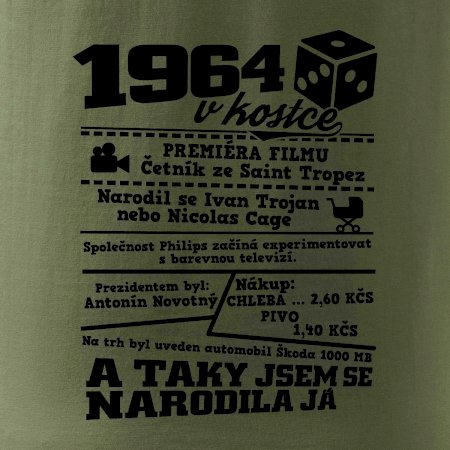 1964
v kostce
PREMIÉRA FILMU
Četník ze Saint Tropez
Narodil se Ivan Trojan
nebo Nicolas Cage
Společnost Philips začíná experimentovat
s barevnou televizí.
Prezidentem byl:
Antonín Novotný
Nákup:
CHLEBA ... 2,60 KČS
PIVO
1,40 KČS
Na trh byl uveden automobil Škoda 1000 MB
A TAKY JSEM SE
NARODILA JÁ